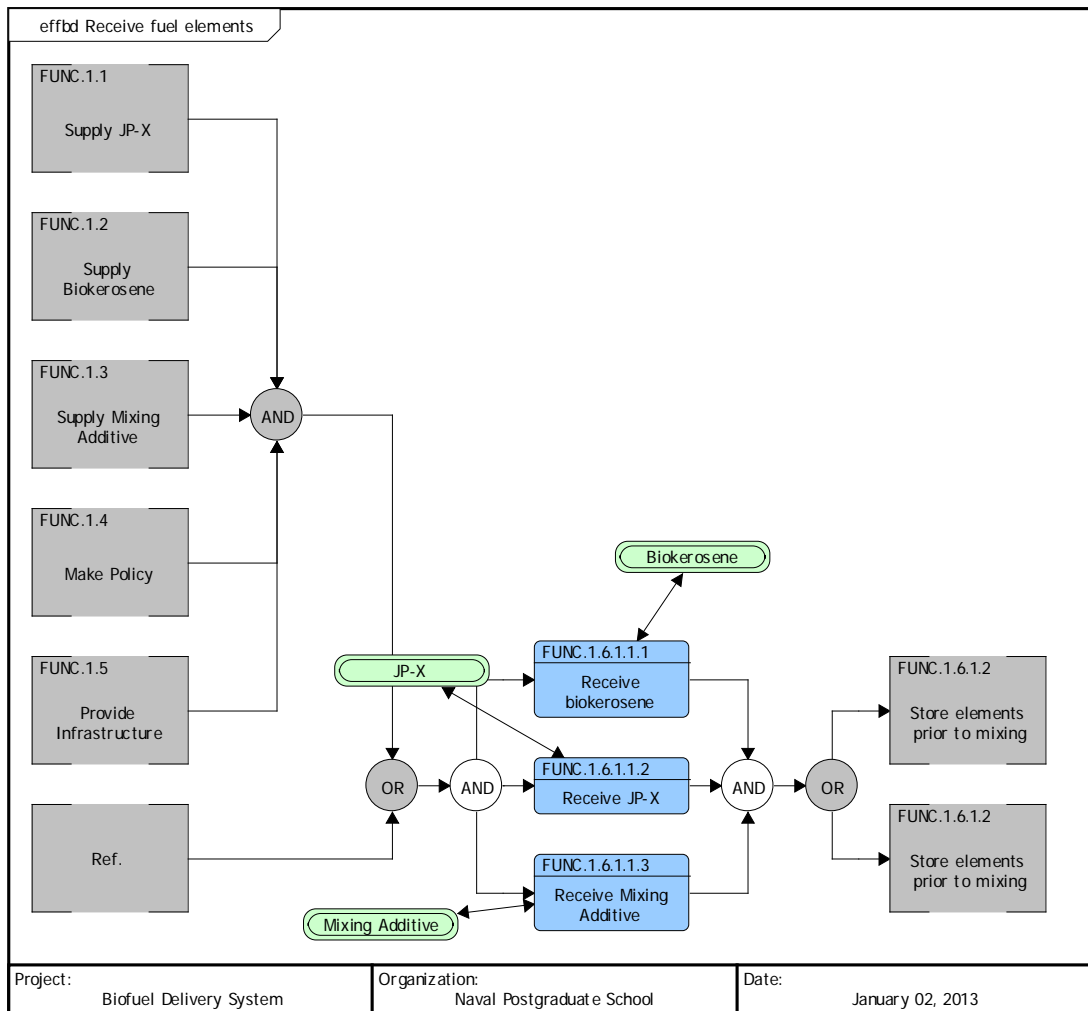 effbd Receive fuel elements
FUNC.1.1
Supply JP-X
FUNC.1.2
Supply
Biokerosene
FUNC.1.3
Supply Mixing
Additive
AND
FUNC.1.4
Make Policy
Biokerosene
FUNC.1.5
Provide
Infrastructure
JP-X
FUNC.1.6.1.1.1
Receive
biokerosene
FUNC.1.6.1.2
Store elements
prior to mixing
OR
AND
FUNC.1.6.1.1.2
Receive JP-X
AND
OR
Ref.
FUNC.1.6.1.1.3
Receive Mixing
Additive
Mixing Additive
FUNC.1.6.1.2
Store elements
prior to mixing
Project:
Biofuel Delivery System
Organization:
Naval Postgraduate School
Date:
January 02, 2013